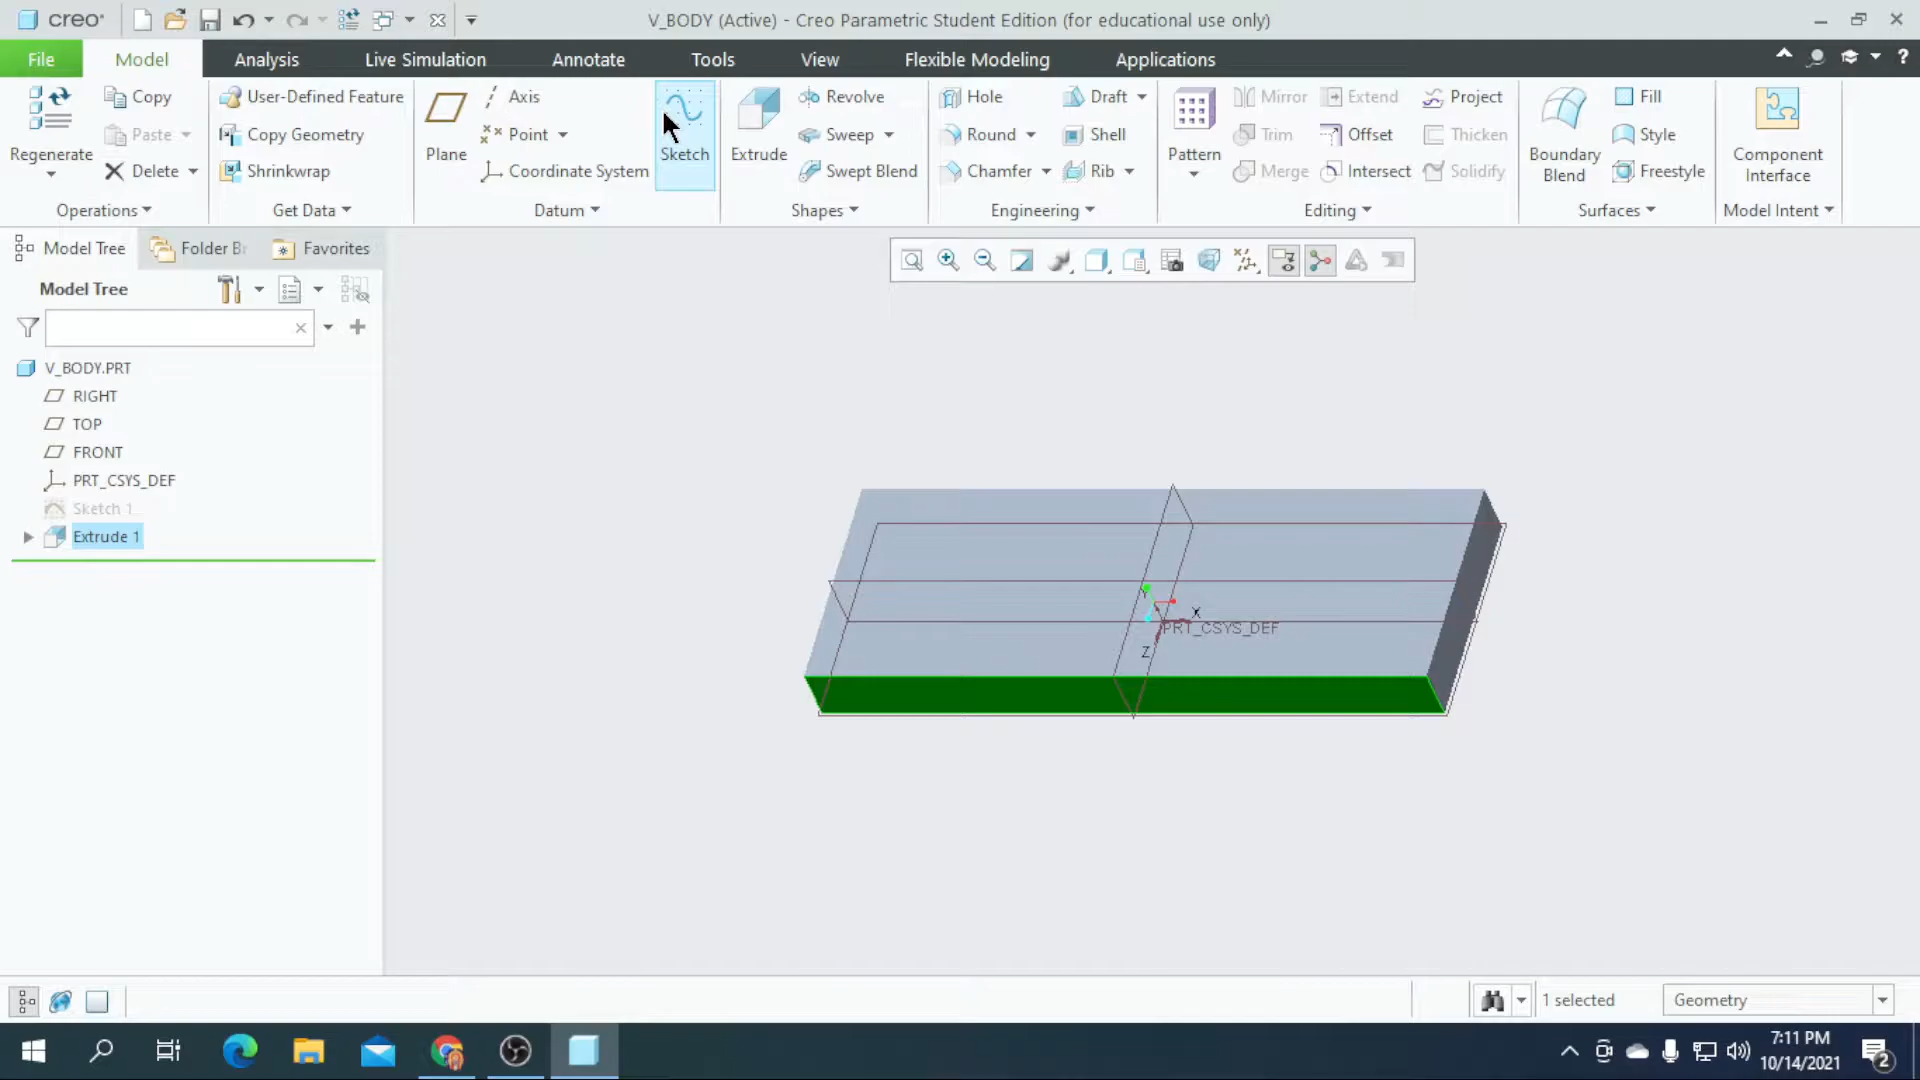 creo
V_BODY (Active) - Creo Parametric Student Edition (for educational use only)
File Model Analysis Live Simulation Annotate Tools View Flexible Modeling Applications
Regenerate
Copy
Paste
Delete
Operations
User-Defined Feature
Copy Geometry
Shrinkwrap
Get Data
Plane
Axis
Point
Coordinate System
Sketch
Datum
Extrude
Revolve
Sweep
Swept Blend
Shapes
Hole
Round
Chamfer
Draft
Shell
Rib
Engineering
Pattern
Mirror
Trim
Merge
Extend
Offset
Intersect
Project
Thicken
Solidify
Editing
Boundary
Blend
Fill
Style
Freestyle
Surfaces
Component
Interface
Model Intent
Model Tree Folder Br Favorites
Model Tree
V_BODY.PRT
RIGHT
TOP
FRONT
PRT_CSYS_DEF
Sketch 1
Extrude 1
Y
X
PRT_CSYS_DEF
Z
1 selected
Geometry
7:11 PM
10/14/2021
2